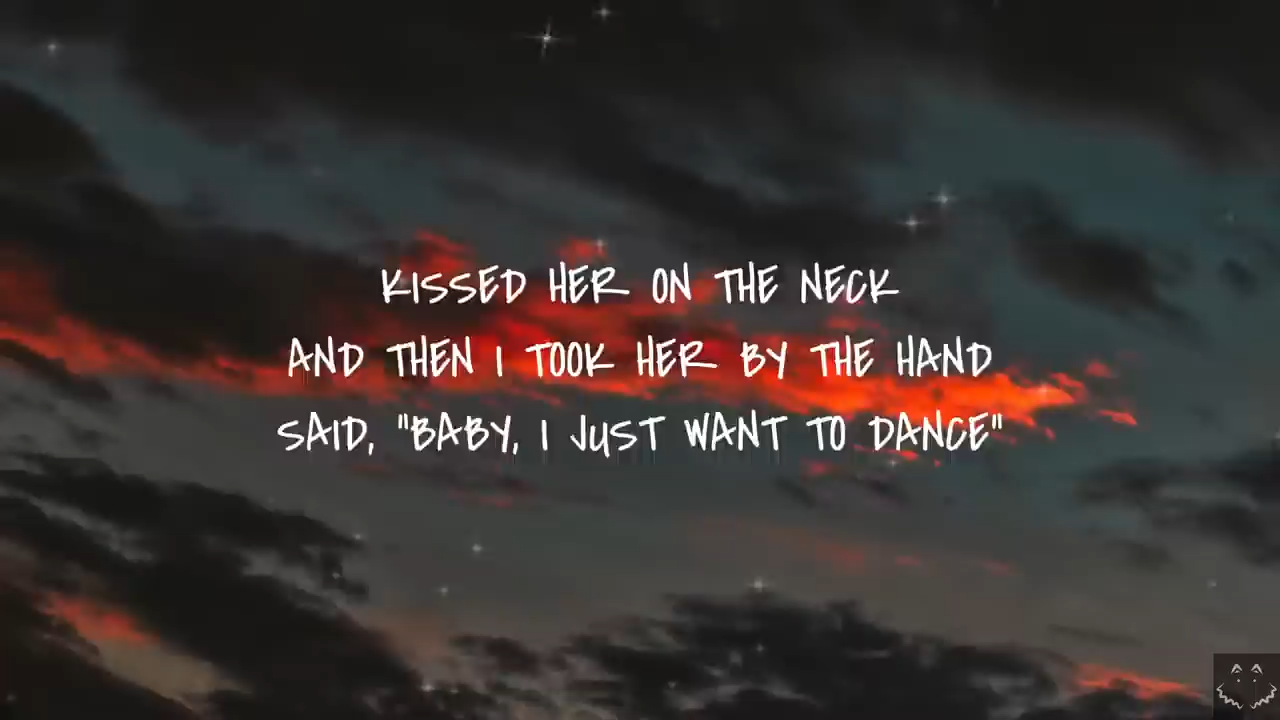 KISSED HER ON THE NECK
AND THEN I TOOK HER BY THE HAND
SAID, "BABY, I JUST WANT TO DANCE"